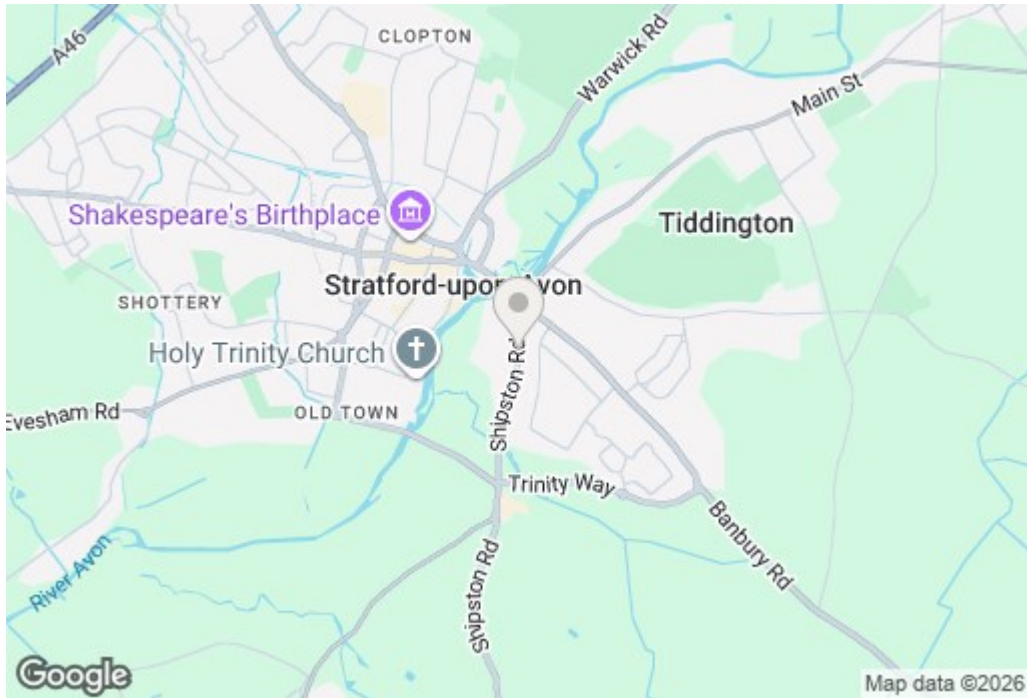 A46
CLOPTON
Warwick Rd
Main St
Shakespeare's Birthplace
Tiddington
Stratford-upon-Avon
SHOTTERY
Holy Trinity Church
Shipston Rd
Evesham Rd
OLD TOWN
Trinity Way
Banbury Rd
River Avon
Shipston Rd
Google
Map data ©2026